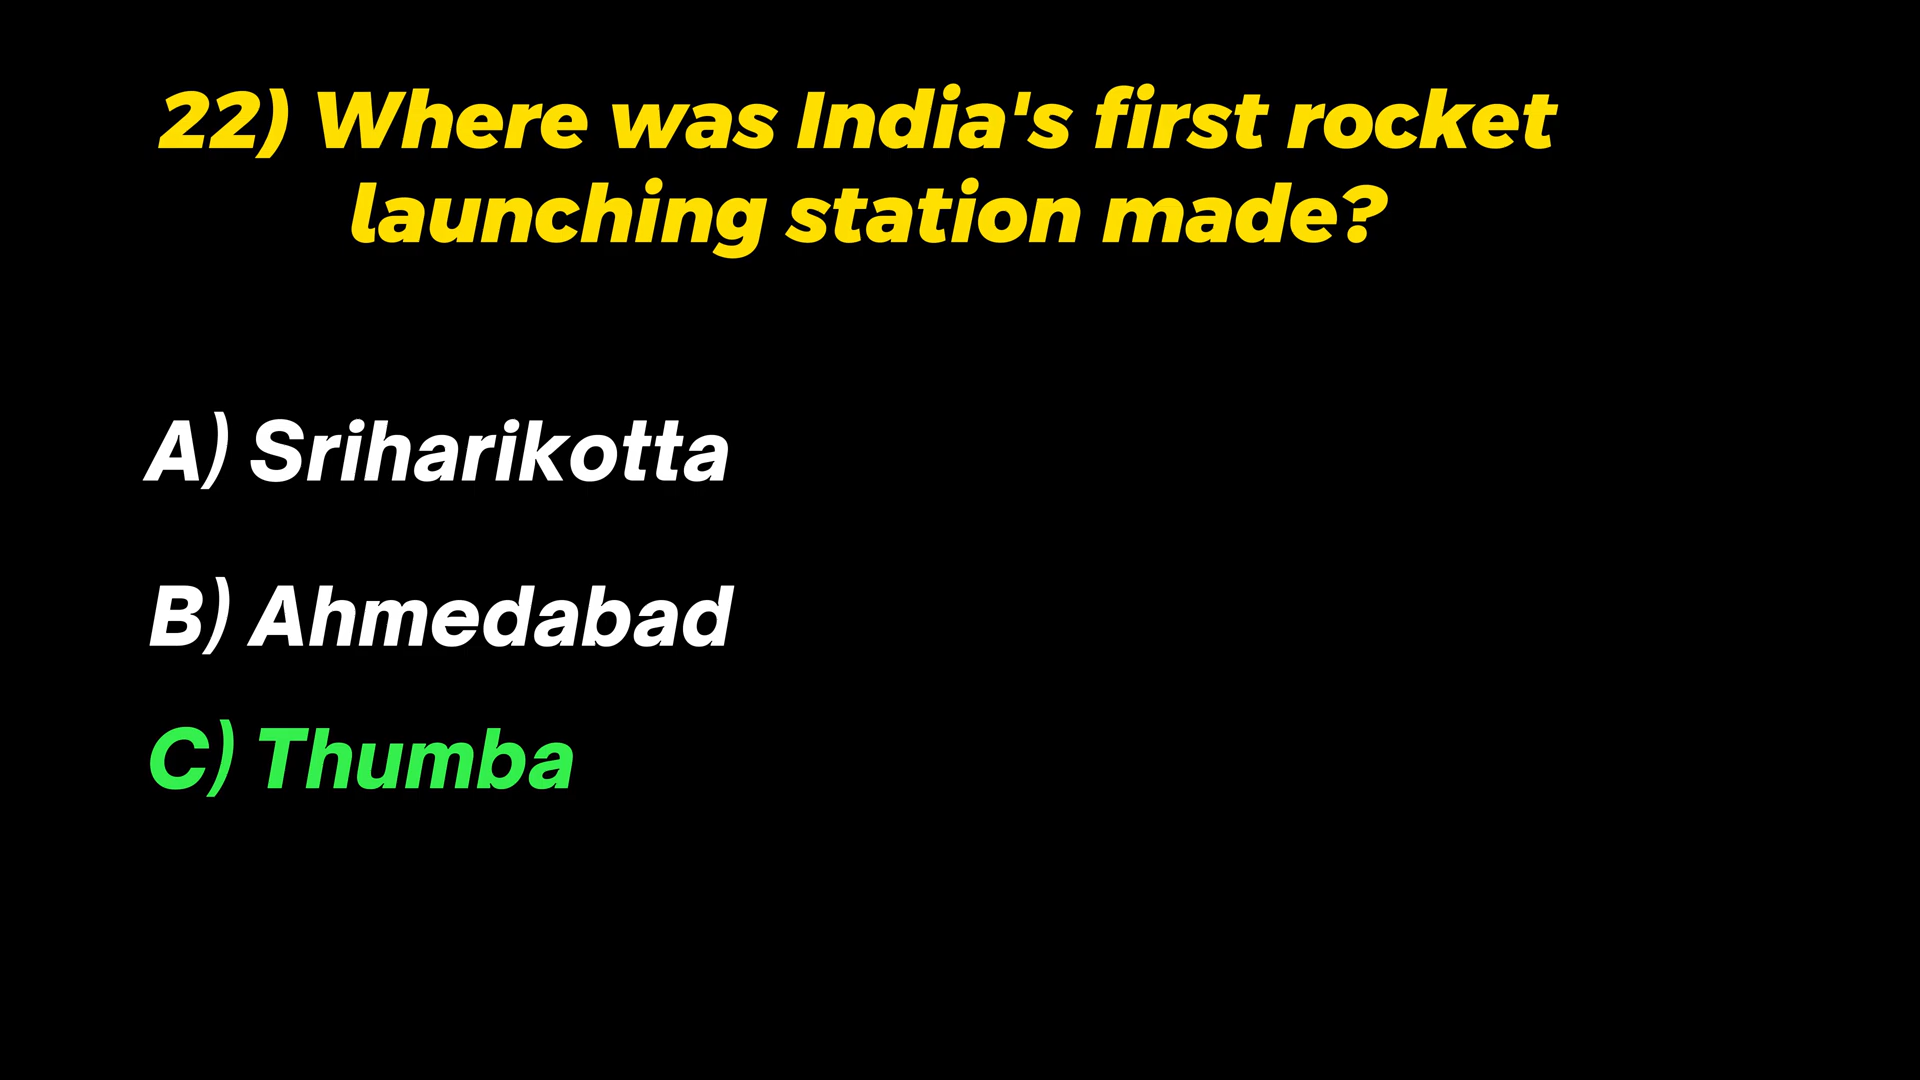 22) Where was India's first rocket
launching station made?
A) Sriharikotta
B) Ahmedabad
C) Thumba